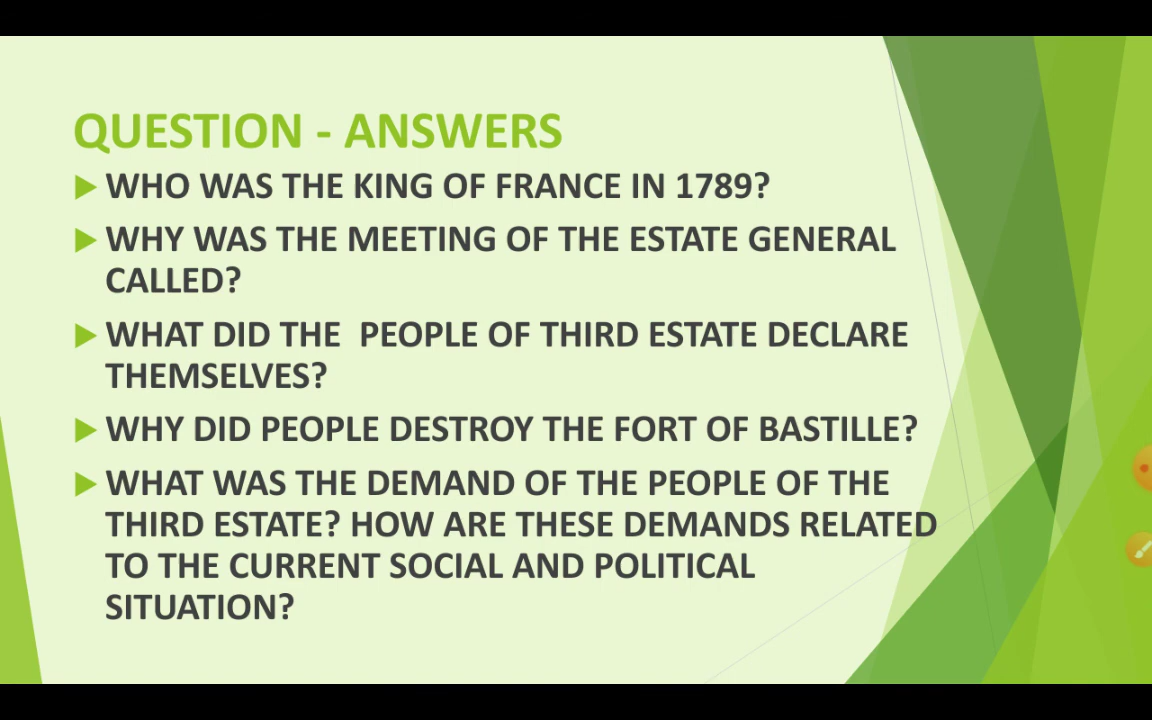 QUESTION - ANSWERS
WHO WAS THE KING OF FRANCE IN 1789?
WHY WAS THE MEETING OF THE ESTATE GENERAL
CALLED?
WHAT DID THE  PEOPLE OF THIRD ESTATE DECLARE
THEMSELVES?
WHY DID PEOPLE DESTROY THE FORT OF BASTILLE?
WHAT WAS THE DEMAND OF THE PEOPLE OF THE
THIRD ESTATE? HOW ARE THESE DEMANDS RELATED
TO THE CURRENT SOCIAL AND POLITICAL
SITUATION?